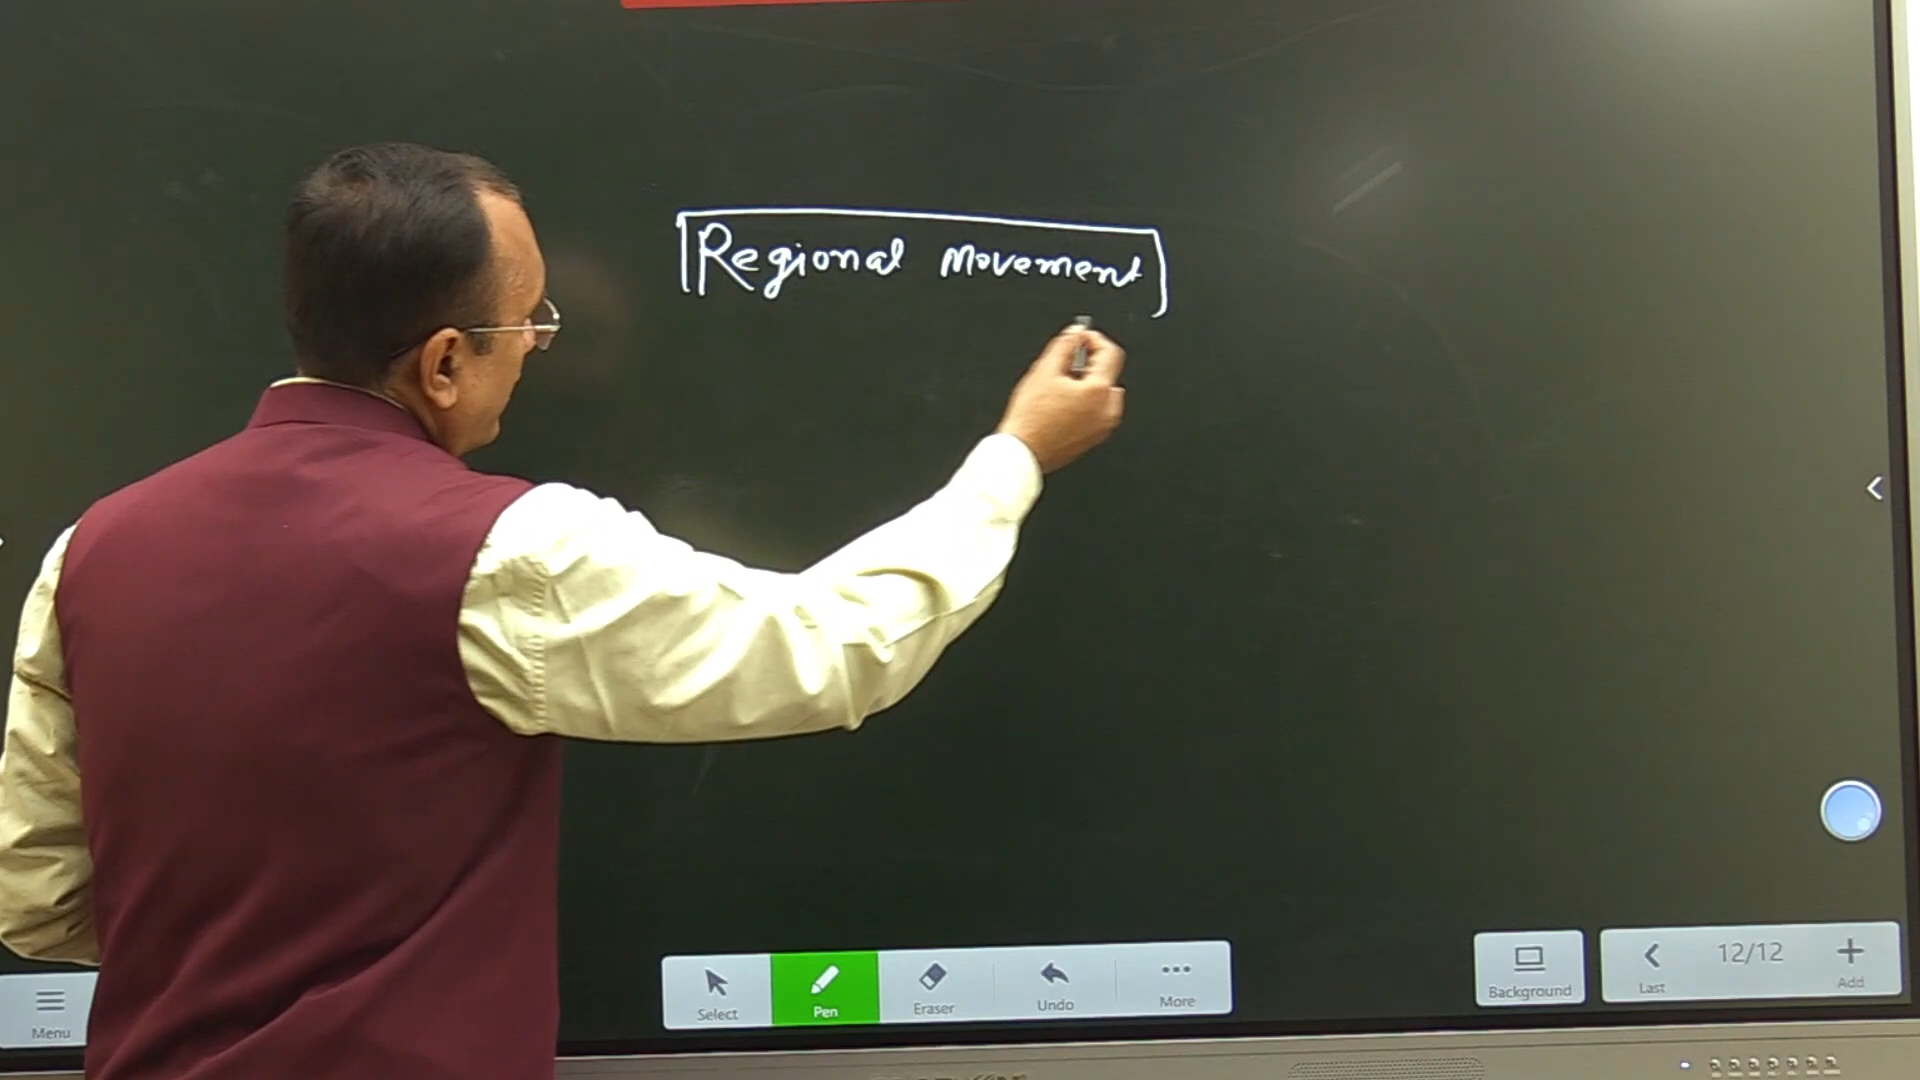 Regional Movement
12/12
Menu
Select
Pen
Eraser
Undo
More
Background
Last
Add